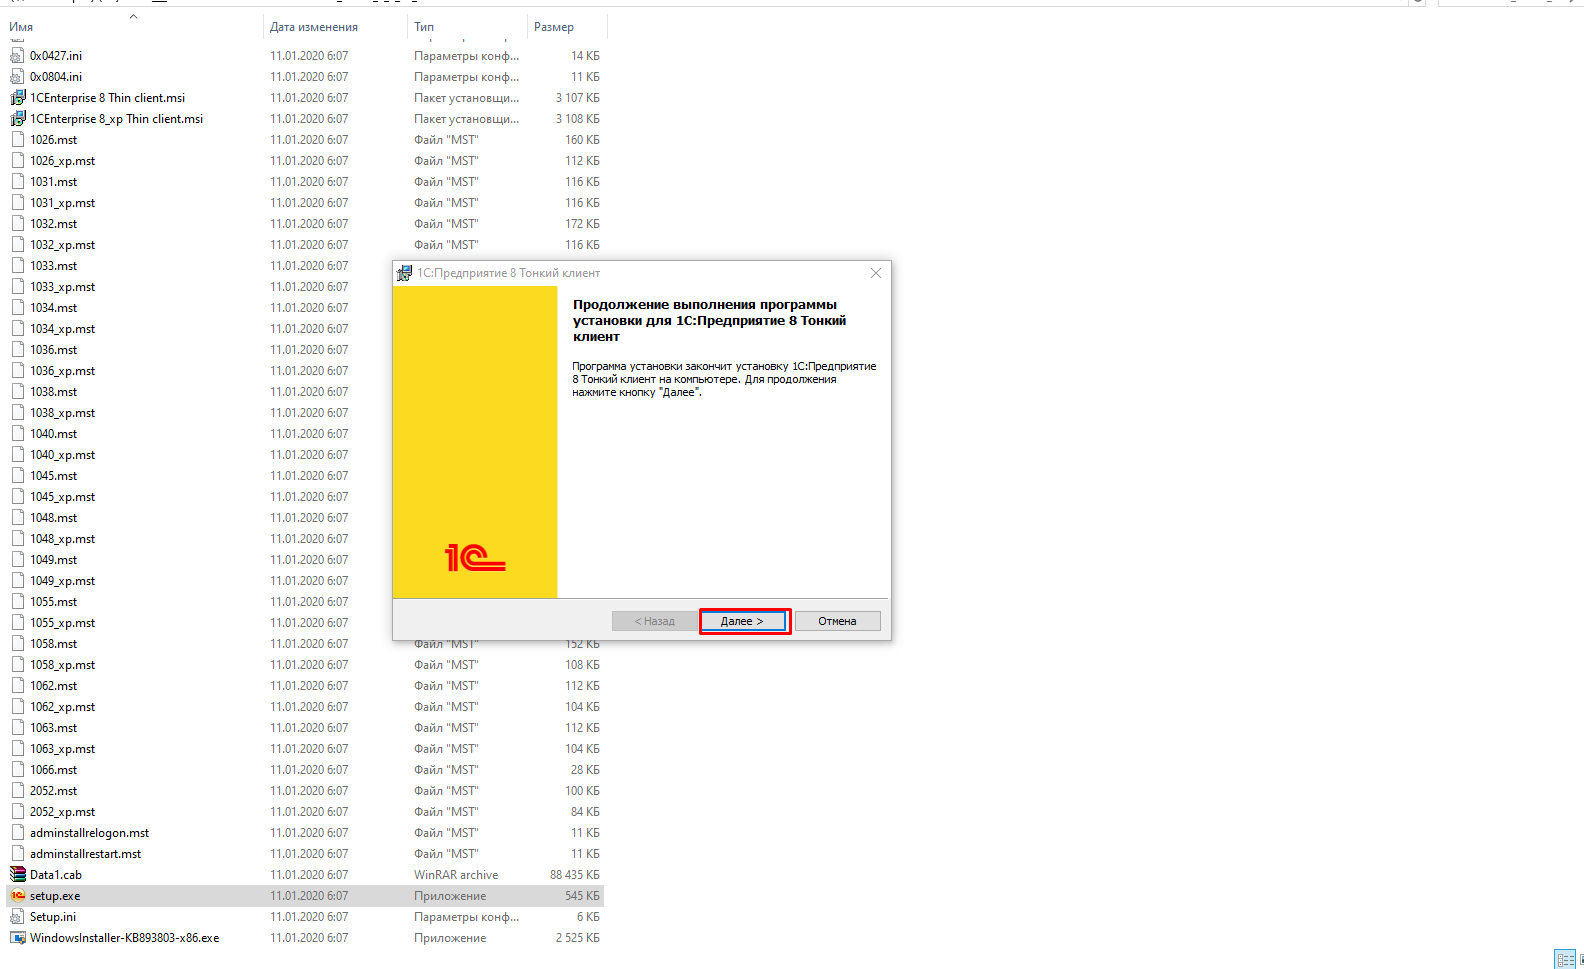 Имя Дата изменения Тип Размер
0x0427.ini 11.01.2020 6:07 Параметры конф... 14 КБ
0x0804.ini 11.01.2020 6:07 Параметры конф... 11 КБ
1CEnterprise 8 Thin client.msi 11.01.2020 6:07 Пакет установщи... 3 107 КБ
1CEnterprise 8_xp Thin client.msi 11.01.2020 6:07 Пакет установщи... 3 108 КБ
1026.mst 11.01.2020 6:07 Файл "MST" 160 КБ
1026_xp.mst 11.01.2020 6:07 Файл "MST" 112 КБ
1031.mst 11.01.2020 6:07 Файл "MST" 116 КБ
1031_xp.mst 11.01.2020 6:07 Файл "MST" 116 КБ
1032.mst 11.01.2020 6:07 Файл "MST" 172 КБ
1032_xp.mst 11.01.2020 6:07 Файл "MST" 116 КБ
1033.mst 11.01.2020 6:07
1033_xp.mst 11.01.2020 6:07
1034.mst 11.01.2020 6:07
1034_xp.mst 11.01.2020 6:07
1036.mst 11.01.2020 6:07
1036_xp.mst 11.01.2020 6:07
1038.mst 11.01.2020 6:07
1038_xp.mst 11.01.2020 6:07
1040.mst 11.01.2020 6:07
1040_xp.mst 11.01.2020 6:07
1045.mst 11.01.2020 6:07
1045_xp.mst 11.01.2020 6:07
1048.mst 11.01.2020 6:07
1048_xp.mst 11.01.2020 6:07
1049.mst 11.01.2020 6:07
1049_xp.mst 11.01.2020 6:07
1055.mst 11.01.2020 6:07
1055_xp.mst 11.01.2020 6:07
1058.mst 11.01.2020 6:07 Файл "MST" 152 КБ
1058_xp.mst 11.01.2020 6:07 Файл "MST" 108 КБ
1062.mst 11.01.2020 6:07 Файл "MST" 112 КБ
1062_xp.mst 11.01.2020 6:07 Файл "MST" 104 КБ
1063.mst 11.01.2020 6:07 Файл "MST" 112 КБ
1063_xp.mst 11.01.2020 6:07 Файл "MST" 104 КБ
1066.mst 11.01.2020 6:07 Файл "MST" 28 КБ
2052.mst 11.01.2020 6:07 Файл "MST" 100 КБ
2052_xp.mst 11.01.2020 6:07 Файл "MST" 84 КБ
adminstallrelogon.mst 11.01.2020 6:07 Файл "MST" 11 КБ
adminstallrestart.mst 11.01.2020 6:07 Файл "MST" 11 КБ
Data1.cab 11.01.2020 6:07 WinRAR archive 88 435 КБ
setup.exe 11.01.2020 6:07 Приложение 545 КБ
Setup.ini 11.01.2020 6:07 Параметры конф... 6 КБ
WindowsInstaller-KB893803-x86.exe 11.01.2020 6:07 Приложение 2 525 КБ
1С:Предприятие 8 Тонкий клиент
Продолжение выполнения программы
установки для 1С:Предприятие 8 Тонкий
клиент
Программа установки закончит установку 1С:Предприятие
8 Тонкий клиент на компьютере. Для продолжения
нажмите кнопку "Далее".
1С
< Назад Далее > Отмена